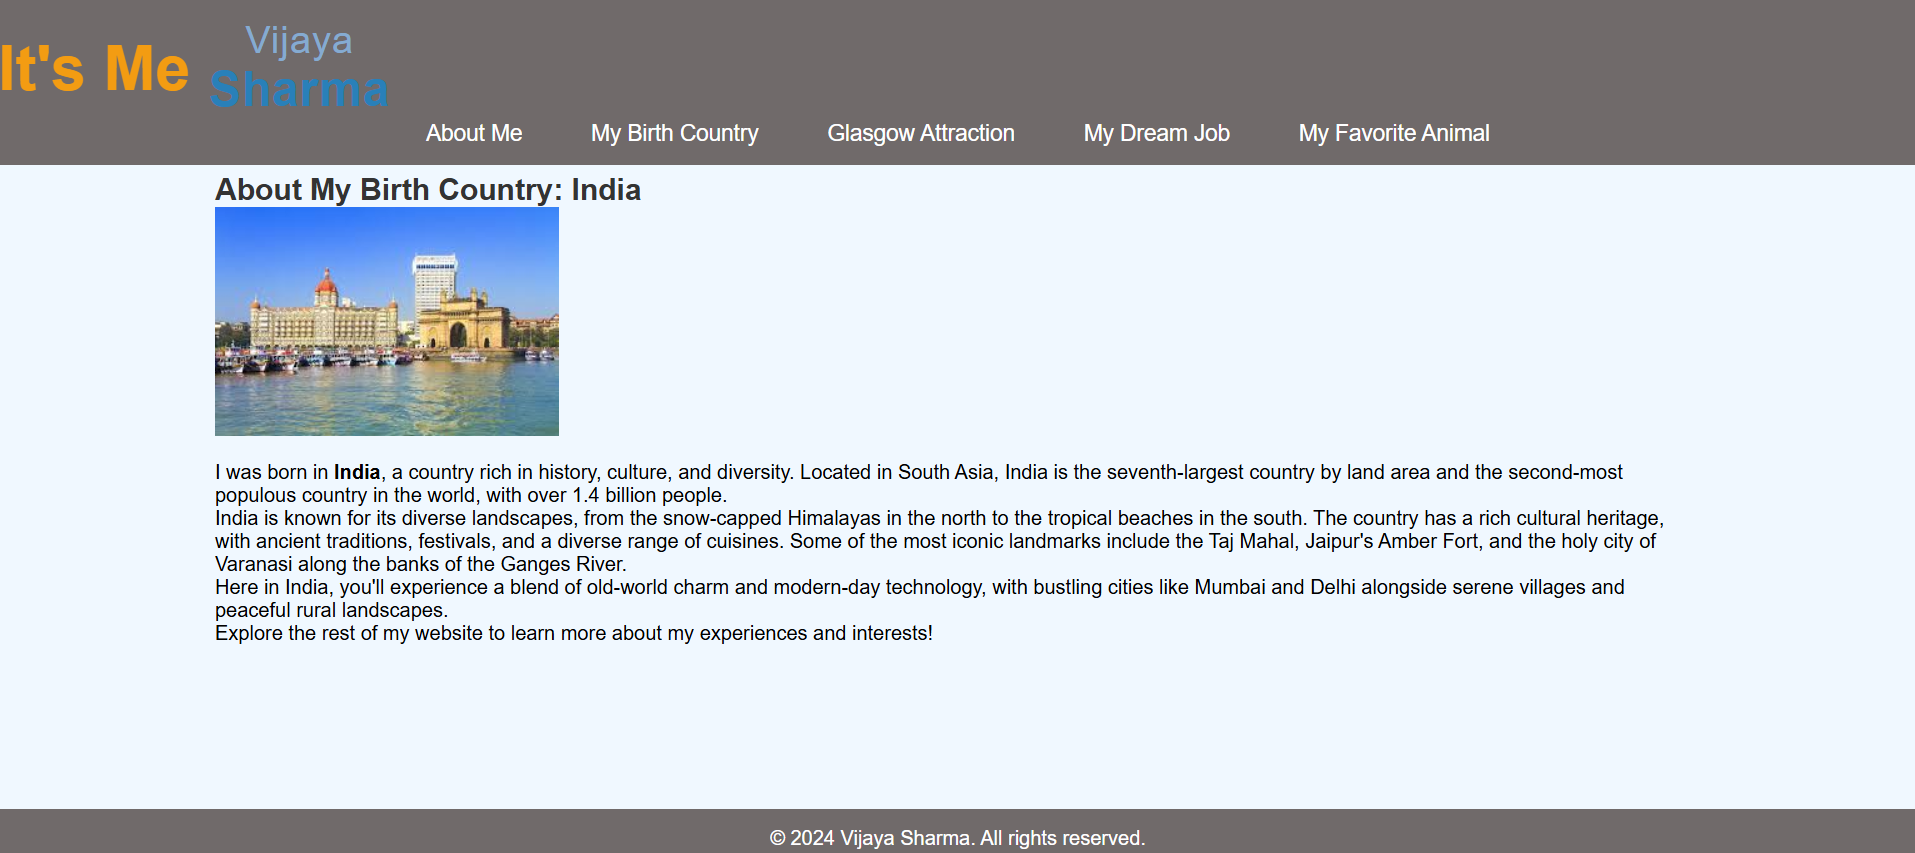 It's Me
Vijaya
Sharma
About Me
My Birth Country
Glasgow Attraction
My Dream Job
My Favorite Animal
About My Birth Country: India
I was born in India, a country rich in history, culture, and diversity. Located in South Asia, India is the seventh-largest country by land area and the second-most
populous country in the world, with over 1.4 billion people.
India is known for its diverse landscapes, from the snow-capped Himalayas in the north to the tropical beaches in the south. The country has a rich cultural heritage,
with ancient traditions, festivals, and a diverse range of cuisines. Some of the most iconic landmarks include the Taj Mahal, Jaipur's Amber Fort, and the holy city of
Varanasi along the banks of the Ganges River.
Here in India, you'll experience a blend of old-world charm and modern-day technology, with bustling cities like Mumbai and Delhi alongside serene villages and
peaceful rural landscapes.
Explore the rest of my website to learn more about my experiences and interests!
© 2024 Vijaya Sharma. All rights reserved.